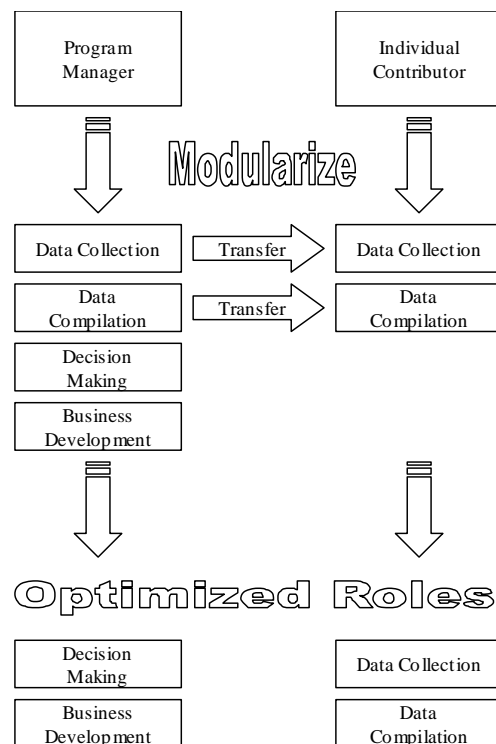 Program
Manager
Individual
Contributor
Modularize
Data Collection
Transfer
Data Collection
Data
Compilation
Transfer
Data
Compilation
Decision
Making
Business
Development
Optimized Roles
Decision
Making
Data Collection
Business
Development
Data
Compilation